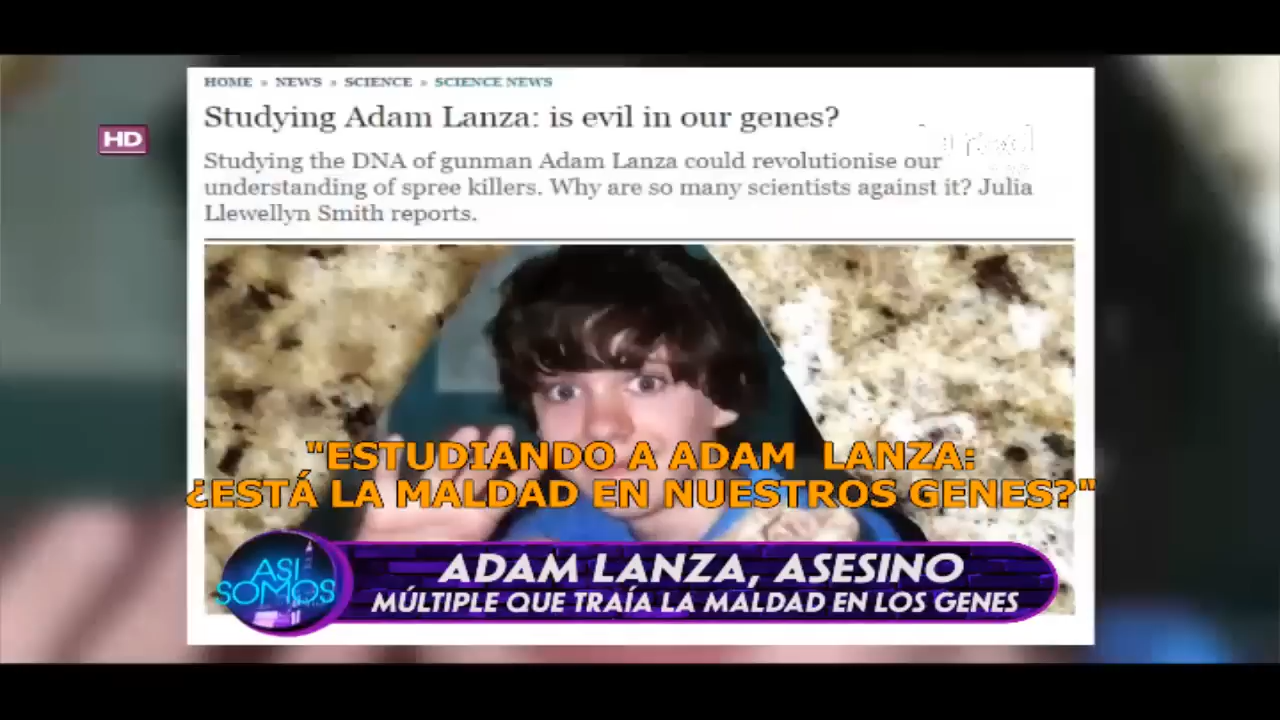 HOME » NEWS » SCIENCE » SCIENCE NEWS
Studying Adam Lanza: is evil in our genes?
Studying the DNA of gunman Adam Lanza could revolutionise our
understanding of spree killers. Why are so many scientists against it? Julia
Llewellyn Smith reports.
HD
"ESTUDIANDO A ADAM LANZA:
¿ESTÁ LA MALDAD EN NUESTROS GENES?"
ASI
SOMOS
ADAM LANZA, ASESINO
MÚLTIPLE QUE TRAÍA LA MALDAD EN LOS GENES